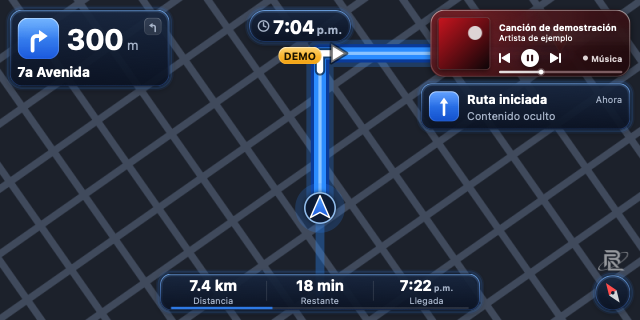 300 m
7a Avenida
7:04 p.m.
DEMO
Canción de demostración
Artista de ejemplo
Música
Ruta iniciada
Ahora
Contenido oculto
7.4 km
Distancia
18 min
Restante
7:22 p.m.
Llegada